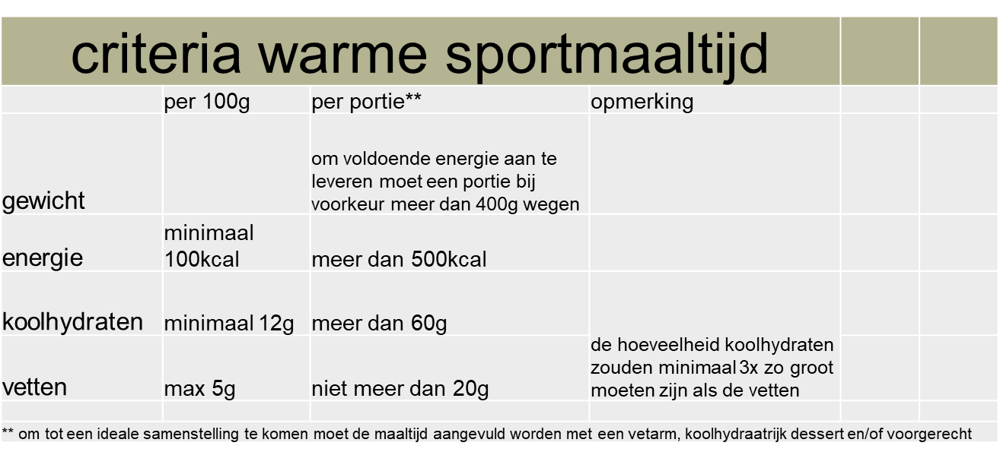 criteria warme sportmaaltijd
per 100g per portie** opmerking
om voldoende energie aan te
leveren moet een portie bij
gewicht voorkeur meer dan 400g wegen
minimaal
energie 100kcal meer dan 500kcal
koolhydraten minimaal 12g meer dan 60g
de hoeveelheid koolhydraten
zouden minimaal 3x zo groot
vetten max 5g niet meer dan 20g moeten zijn als de vetten
** om tot een ideale samenstelling te komen moet de maaltijd aangevuld worden met een vetarm, koolhydraatrijk dessert en/of voorgerecht